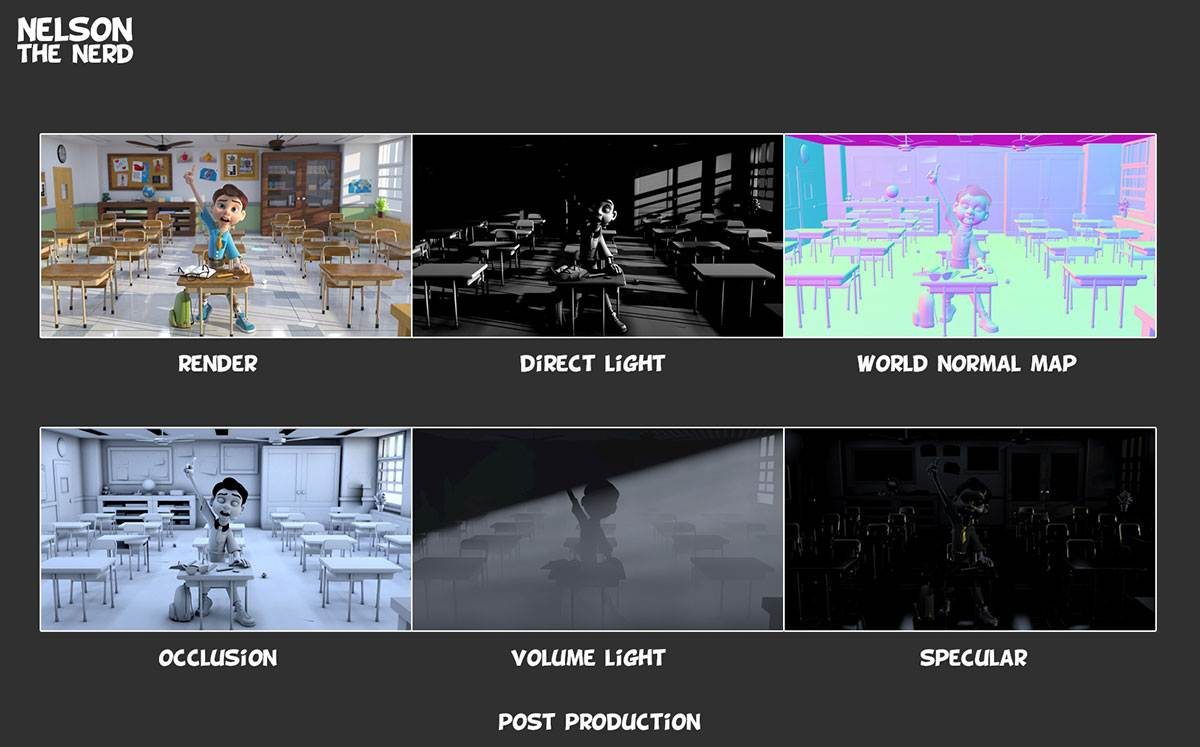 NELSON
THE NERD
RENDER
DIRECT LIGHT
WORLD NORMAL MAP
OCCLUSION
VOLUME LIGHT
SPECULAR
POST PRODUCTION